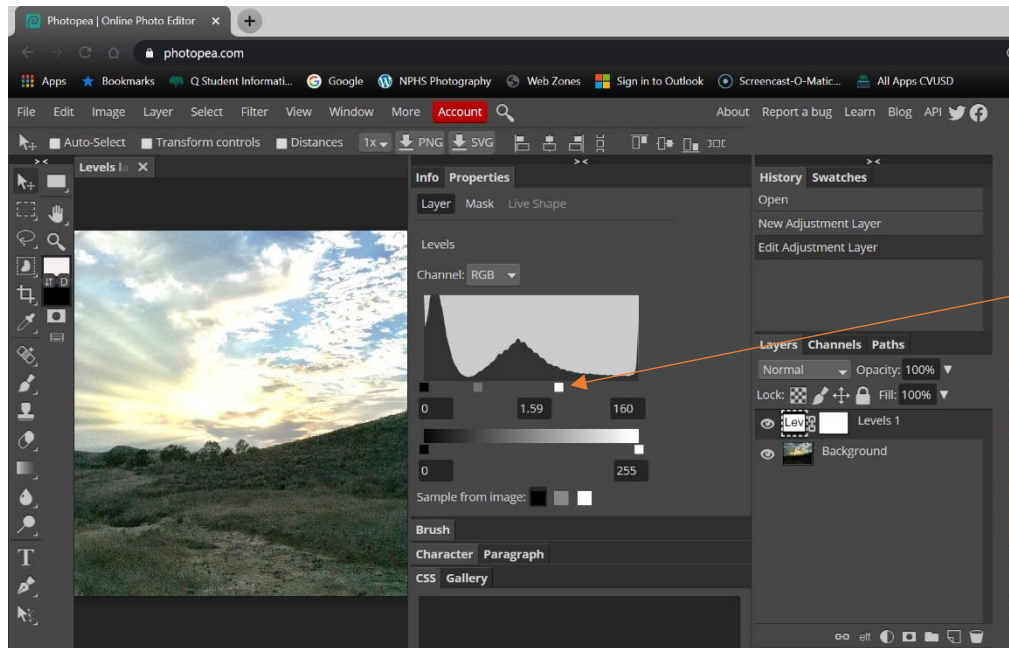 Photopea | Online Photo Editor
photopea.com
Apps Bookmarks Q Student Informati... Google NPHS Photography Web Zones Sign in to Outlook Screencast-O-Matic... All Apps CVUSD
File Edit Image Layer Select Filter View Window More Account About Report a bug Learn Blog API
Auto-Select Transform controls Distances 1x PNG SVG
Levels la
Info Properties
History Swatches
Layer Mask Live Shape
Open
New Adjustment Layer
Levels
Edit Adjustment Layer
Channel: RGB
D
Layers Channels Paths
Normal Opacity: 100%
Lock: Fill: 100%
0 1.59 160
Lev Levels 1
Background
0 255
Sample from image:
Brush
Character Paragraph
CSS Gallery
T
eff